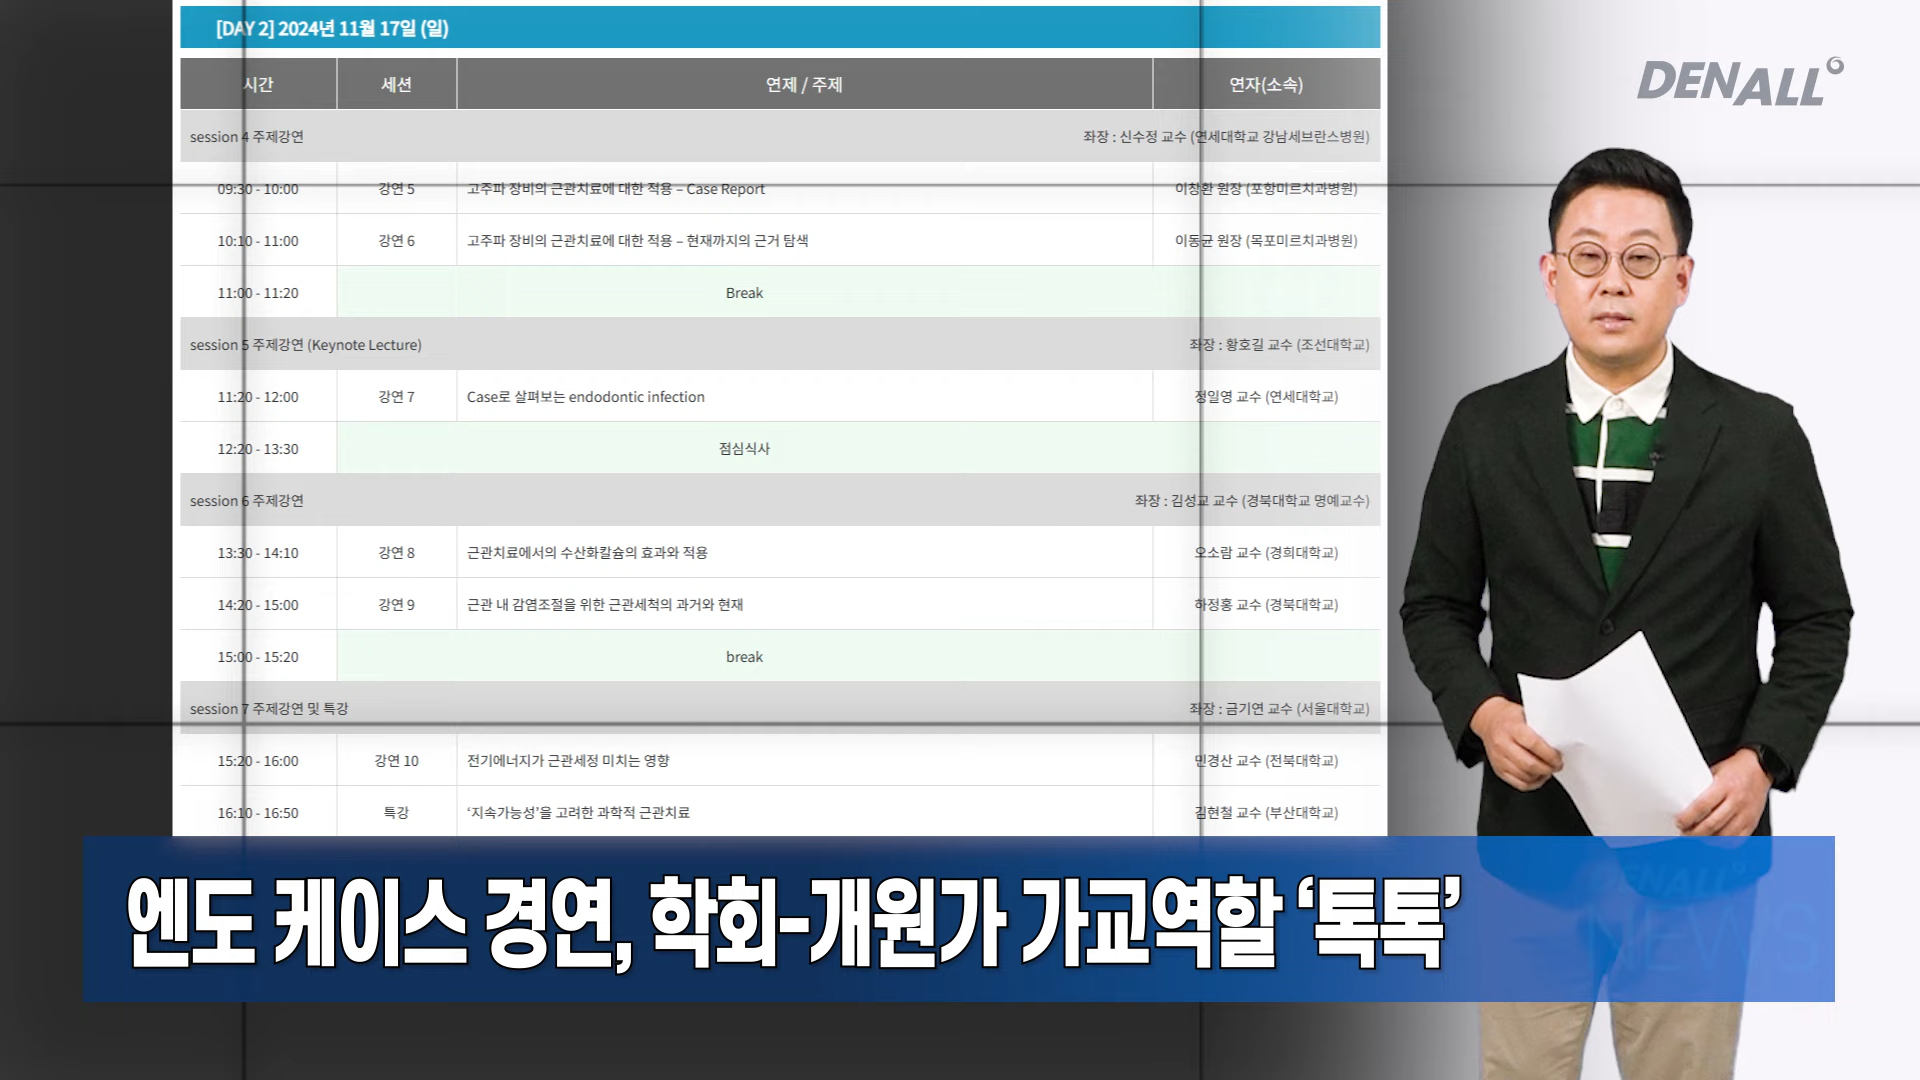 [DAY 2] 2024년 11월 17일 (일)
DENALL
시간 세션 연제 / 주제 연자(소속)
session 4 주제강연 좌장 : 신수정 교수 (연세대학교 강남세브란스병원)
09:30 - 10:00 강연 5 고주파 장비의 근관치료에 대한 적용 – Case Report 이창환 원장 (포항미르치과병원)
10:10 - 11:00 강연 6 고주파 장비의 근관치료에 대한 적용 – 현재까지의 근거 탐색 이동균 원장 (목포미르치과병원)
11:00 - 11:20 Break
session 5 주제강연 (Keynote Lecture) 좌장 : 황호길 교수 (조선대학교)
11:20 - 12:00 강연 7 Case로 살펴보는 endodontic infection 정일영 교수 (연세대학교)
12:20 - 13:30 점심식사
session 6 주제강연 좌장 : 김성교 교수 (경북대학교 명예교수)
13:30 - 14:10 강연 8 근관치료에서의 수산화칼슘의 효과와 적용 오소람 교수 (경희대학교)
14:20 - 15:00 강연 9 근관 내 감염조절을 위한 근관세척의 과거와 현재 하정홍 교수 (경북대학교)
15:00 - 15:20 break
session 7 주제강연 및 특강 좌장 : 금기연 교수 (서울대학교)
15:20 - 16:00 강연 10 전기에너지가 근관세정 미치는 영향 민경산 교수 (전북대학교)
16:10 - 16:50 특강 ‘지속가능성’을 고려한 과학적 근관치료 김현철 교수 (부산대학교)
엔도 케이스 경연, 학회-개원가 가교역할 ‘톡톡’
DENALL
NEWS